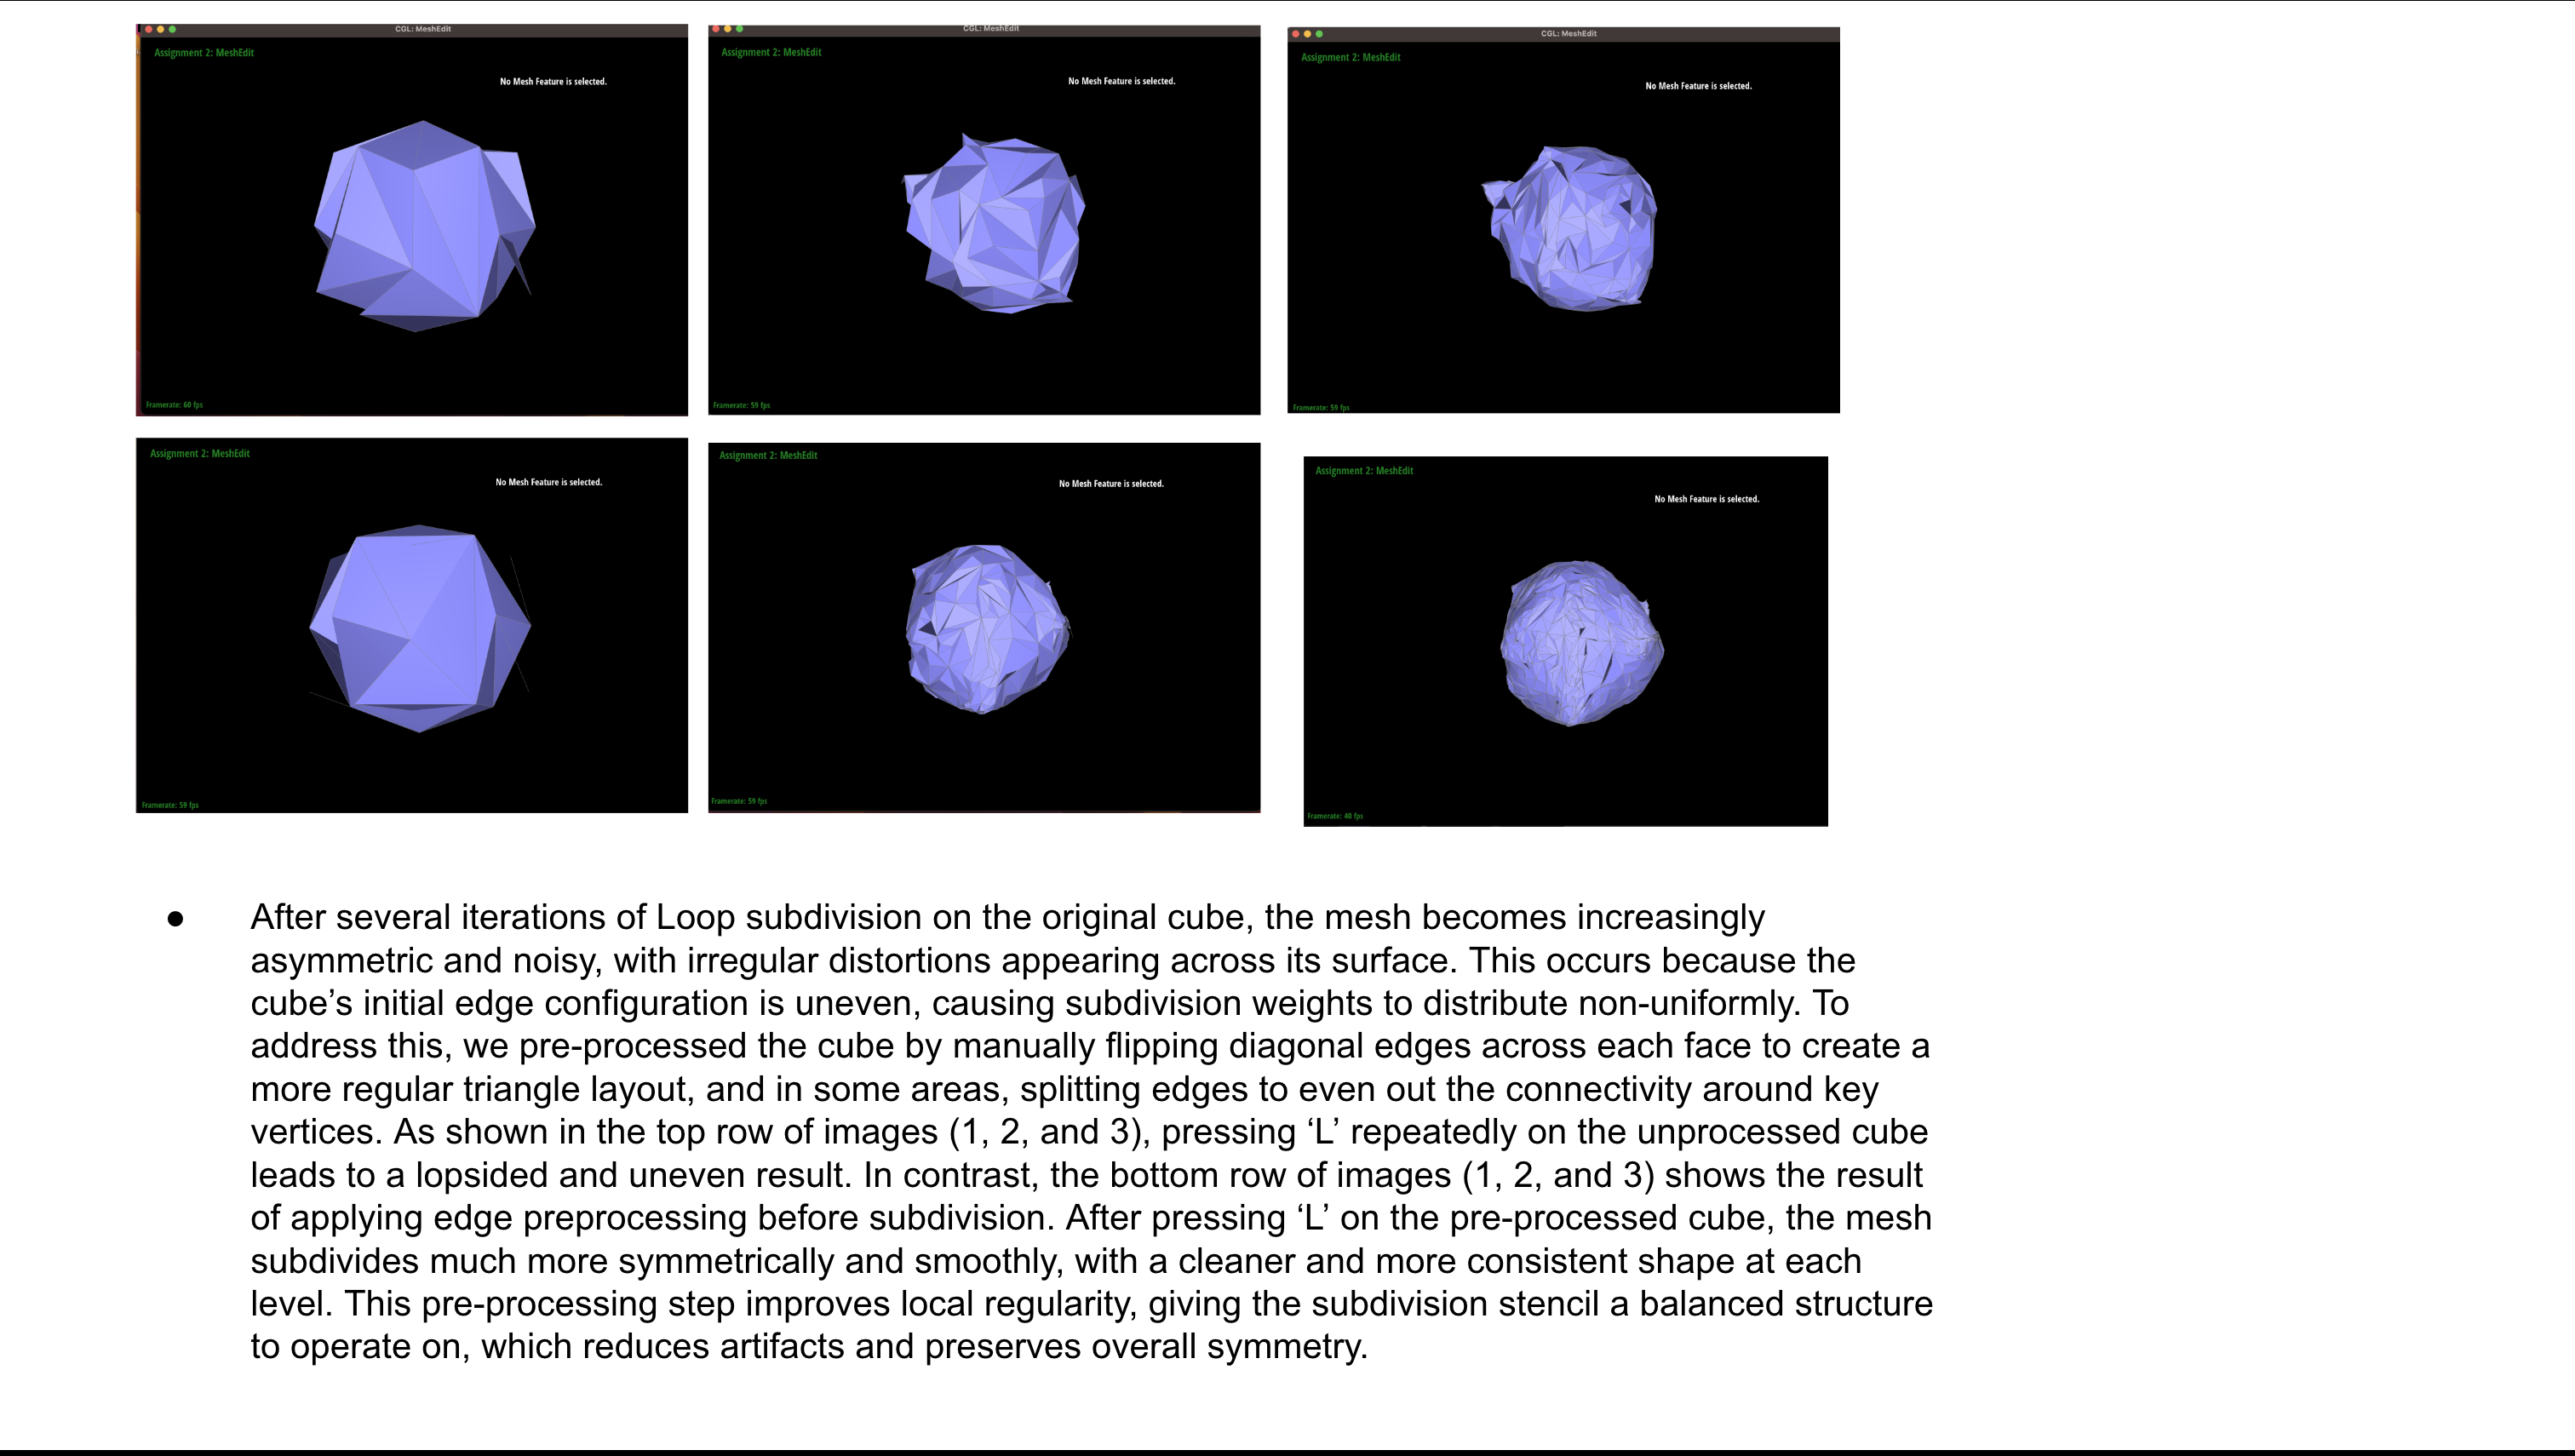 CGL: MeshEdit
Assignment 2: MeshEdit
No Mesh Feature is selected.
Framerate: 60 fps
CGL: MeshEdit
Assignment 2: MeshEdit
No Mesh Feature is selected.
Framerate: 59 fps
CGL: MeshEdit
Assignment 2: MeshEdit
No Mesh Feature is selected.
Framerate: 59 fps
Assignment 2: MeshEdit
No Mesh Feature is selected.
Framerate: 59 fps
Assignment 2: MeshEdit
No Mesh Feature is selected.
Framerate: 59 fps
Assignment 2: MeshEdit
No Mesh Feature is selected.
Framerate: 40 fps
● After several iterations of Loop subdivision on the original cube, the mesh becomes increasingly
asymmetric and noisy, with irregular distortions appearing across its surface. This occurs because the
cube’s initial edge configuration is uneven, causing subdivision weights to distribute non-uniformly. To
address this, we pre-processed the cube by manually flipping diagonal edges across each face to create a
more regular triangle layout, and in some areas, splitting edges to even out the connectivity around key
vertices. As shown in the top row of images (1, 2, and 3), pressing ‘L’ repeatedly on the unprocessed cube
leads to a lopsided and uneven result. In contrast, the bottom row of images (1, 2, and 3) shows the result
of applying edge preprocessing before subdivision. After pressing ‘L’ on the pre-processed cube, the mesh
subdivides much more symmetrically and smoothly, with a cleaner and more consistent shape at each
level. This pre-processing step improves local regularity, giving the subdivision stencil a balanced structure
to operate on, which reduces artifacts and preserves overall symmetry.